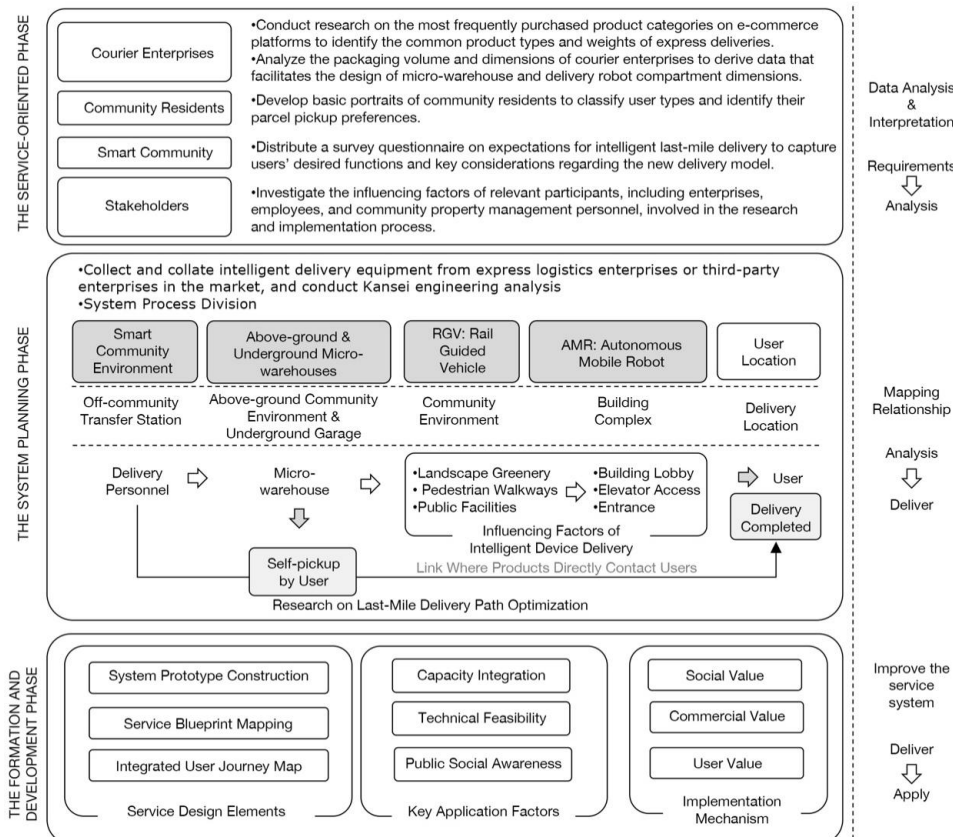 THE SERVICE-ORIENTED PHASE
Courier Enterprises
•Conduct research on the most frequently purchased product categories on e-commerce
platforms to identify the common product types and weights of express deliveries.
•Analyze the packaging volume and dimensions of courier enterprises to derive data that
facilitates the design of micro-warehouse and delivery robot compartment dimensions.
Community Residents
•Develop basic portraits of community residents to classify user types and identify their
parcel pickup preferences.
Smart Community
•Distribute a survey questionnaire on expectations for intelligent last-mile delivery to capture
users' desired functions and key considerations regarding the new delivery model.
Stakeholders
•Investigate the influencing factors of relevant participants, including enterprises,
employees, and community property management personnel, involved in the research
and implementation process.
Data Analysis
&
Interpretation
Requirements
Analysis
THE SYSTEM PLANNING PHASE
•Collect and collate intelligent delivery equipment from express logistics enterprises or third-party
enterprises in the market, and conduct Kansei engineering analysis
•System Process Division
Smart
Community
Environment
Above-ground &
Underground Micro-
warehouses
RGV: Rail
Guided
Vehicle
AMR: Autonomous
Mobile Robot
User
Location
Off-community
Transfer Station
Above-ground Community
Environment &
Underground Garage
Community
Environment
Building
Complex
Delivery
Location
Delivery
Personnel
Micro-
warehouse
•Landscape Greenery
• Pedestrian Walkways
•Public Facilities
•Building Lobby
•Elevator Access
•Entrance
User
Delivery
Completed
Influencing Factors of
Intelligent Device Delivery
Self-pickup
by User
Link Where Products Directly Contact Users
Research on Last-Mile Delivery Path Optimization
Mapping
Relationship
Analysis
Deliver
THE FORMATION AND
DEVELOPMENT PHASE
System Prototype Construction
Service Blueprint Mapping
Integrated User Journey Map
Service Design Elements
Capacity Integration
Technical Feasibility
Public Social Awareness
Key Application Factors
Social Value
Commercial Value
User Value
Implementation
Mechanism
Improve the
service
system
Deliver
Apply